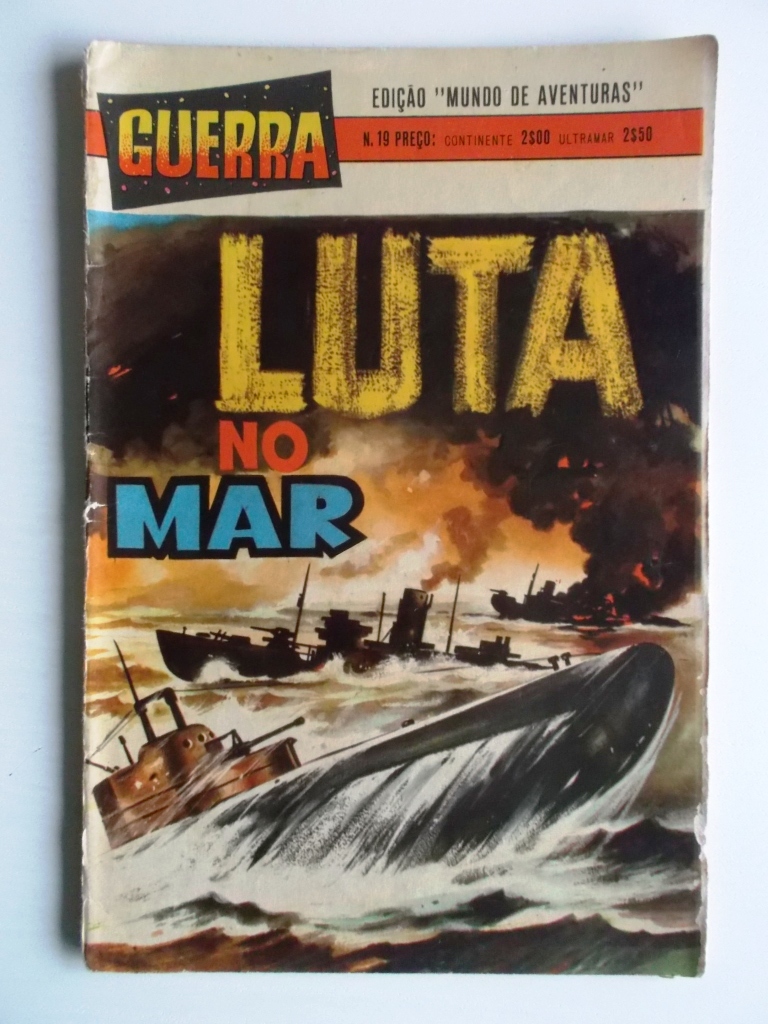 EDIÇÃO "MUNDO DE AVENTURAS"
GUERRA
N. 19 PREÇO: CONTINENTE 2$00 ULTRAMAR 2$50
LUTA
NO
MAR